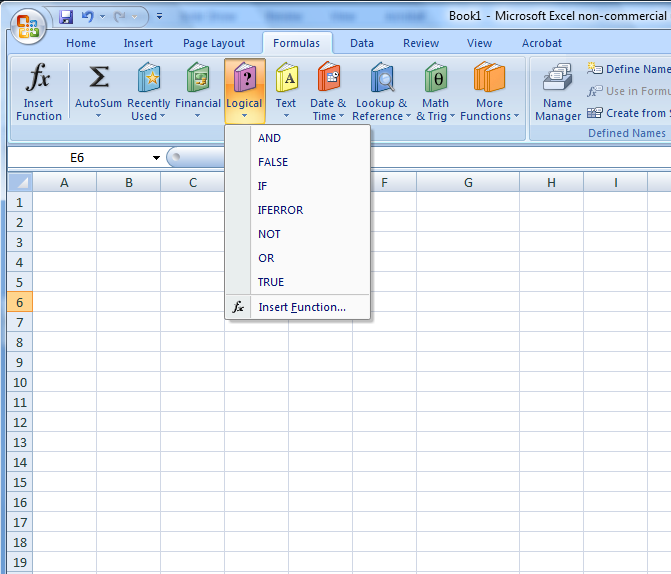 Book1 - Microsoft Excel non-commercial
Home Insert Page Layout Formulas Data Review View Acrobat
Insert Function
AutoSum
Recently Used
Financial
Logical
Text
Date & Time
Lookup & Reference
Math & Trig
More Functions
Name Manager
Define Name
Use in Formu
Create from S
Defined Names
E6
A B C F G H I
AND
FALSE
IF
IFERROR
NOT
OR
TRUE
fx Insert Function...
1
2
3
4
5
6
7
8
9
10
11
12
13
14
15
16
17
18
19